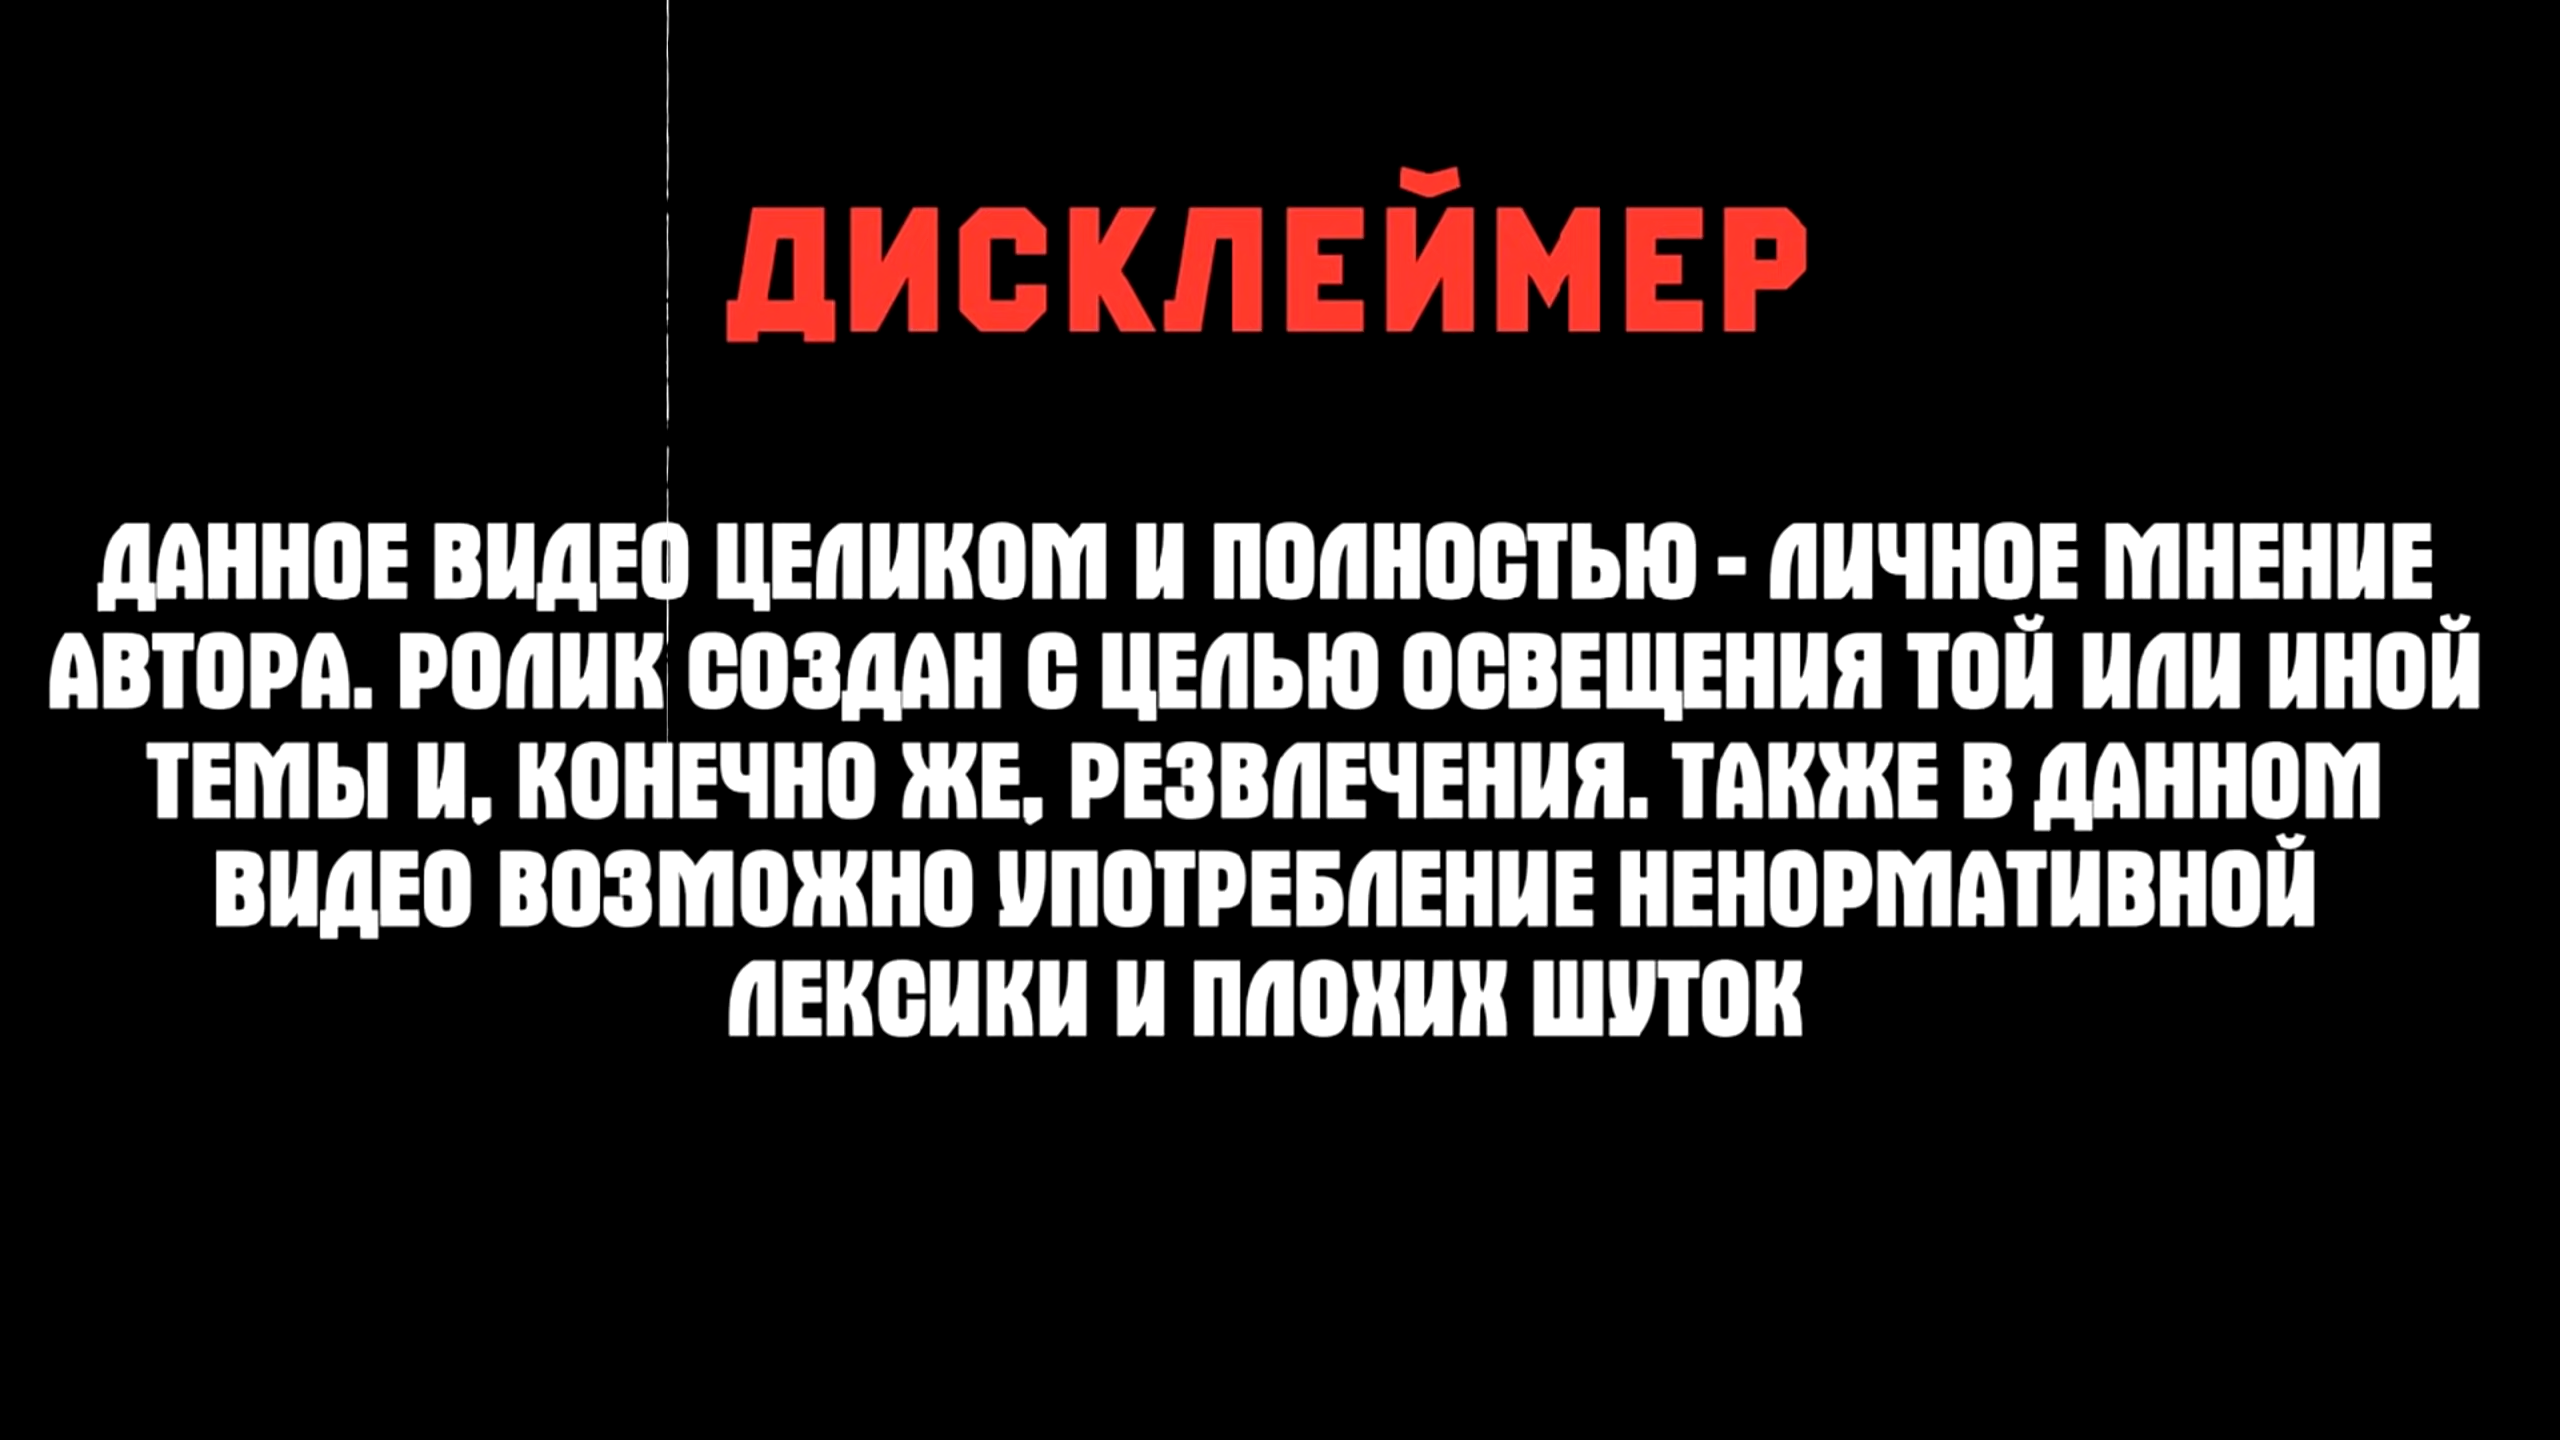 ДИСКЛЕЙМЕР
ДАННОЕ ВИДЕО ЦЕЛИКОМ И ПОЛНОСТЬЮ - ЛИЧНОЕ МНЕНИЕ
АВТОРА. РОЛИК СОЗДАН С ЦЕЛЬЮ ОСВЕЩЕНИЯ ТОЙ ИЛИ ИНОЙ
ТЕМЫ И, КОНЕЧНО ЖЕ, РЕЗВЛЕЧЕНИЯ. ТАКЖЕ В ДАННОМ
ВИДЕО ВОЗМОЖНО УПОТРЕБЛЕНИЕ НЕНОРМАТИВНОЙ
ЛЕКСИКИ И ПЛОХИХ ШУТОК